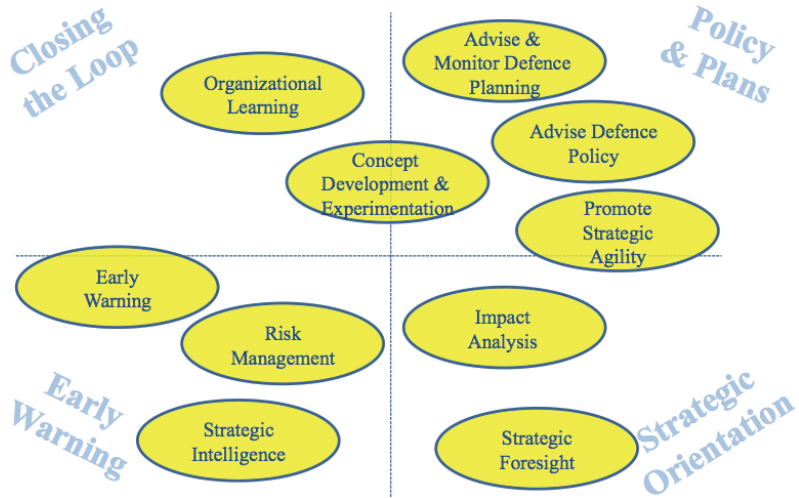 Closing
the Loop
Policy
& Plans
Organizational
Learning
Advise &
Monitor Defence
Planning
Advise Defence
Policy
Concept
Development &
Experimentation
Promote
Strategic
Agility
Early
Warning
Risk
Management
Impact
Analysis
Strategic
Intelligence
Strategic
Foresight
Early
Warning
Strategic
Orientation